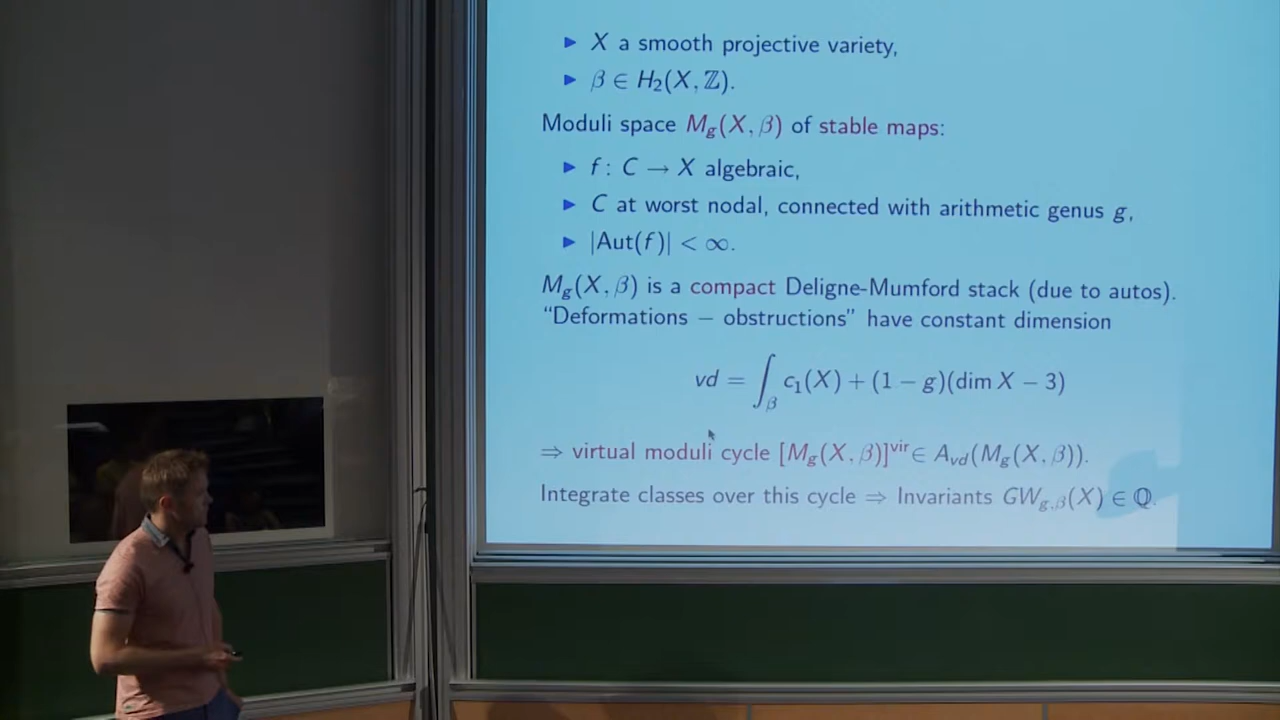 ▶ X a smooth projective variety,
▶ β ∈ H₂(X, ℤ).
Moduli space M_g(X, β) of stable maps:
▶ f : C → X algebraic,
▶ C at worst nodal, connected with arithmetic genus g,
▶ |Aut(f)| < ∞.
M_g(X, β) is a compact Deligne-Mumford stack (due to autos).
“Deformations − obstructions” have constant dimension
vd = ∫_β c₁(X) + (1 − g)(dim X − 3)
⇒ virtual moduli cycle [M_g(X, β)]^vir ∈ A_vd(M_g(X, β)).
Integrate classes over this cycle ⇒ Invariants GW_{g,β}(X) ∈ ℚ.